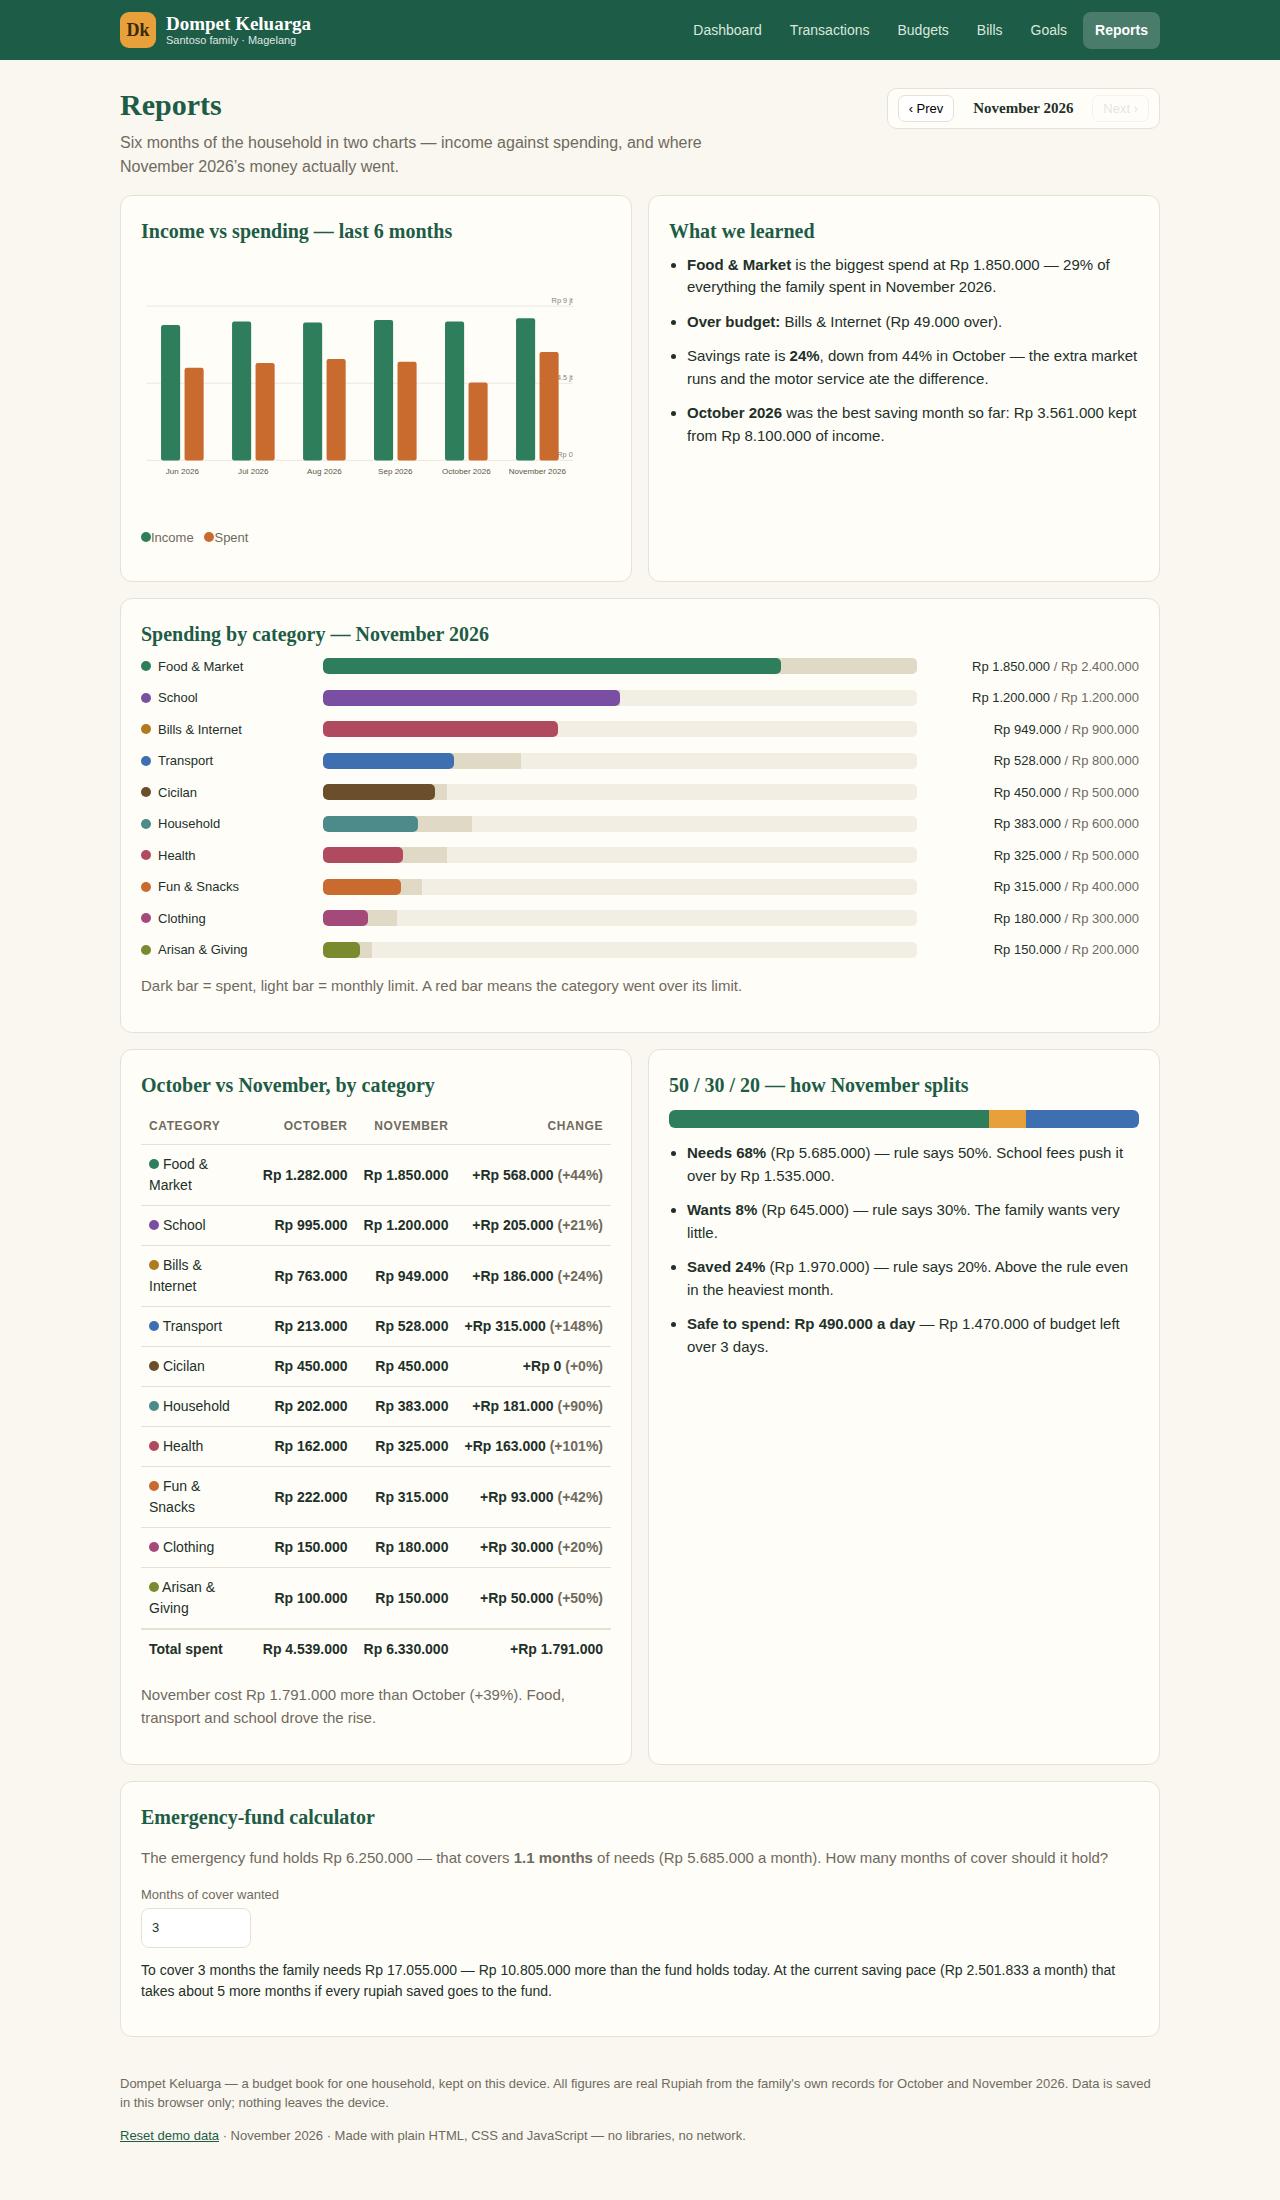 Dk
Dompet Keluarga
Santoso family · Magelang
Dashboard
Transactions
Budgets
Bills
Goals
Reports
Reports
‹ Prev
November 2026
Next ›
Six months of the household in two charts — income against spending, and where
November 2026’s money actually went.
Income vs spending — last 6 months
Rp 9 jt
4.5 jt
Rp 0
Jun 2026
Jul 2026
Aug 2026
Sep 2026
October 2026
November 2026
Income
Spent
What we learned
Food & Market is the biggest spend at Rp 1.850.000 — 29% of
everything the family spent in November 2026.
Over budget: Bills & Internet (Rp 49.000 over).
Savings rate is 24%, down from 44% in October — the extra market
runs and the motor service ate the difference.
October 2026 was the best saving month so far: Rp 3.561.000 kept
from Rp 8.100.000 of income.
Spending by category — November 2026
Food & Market Rp 1.850.000 / Rp 2.400.000
School Rp 1.200.000 / Rp 1.200.000
Bills & Internet Rp 949.000 / Rp 900.000
Transport Rp 528.000 / Rp 800.000
Cicilan Rp 450.000 / Rp 500.000
Household Rp 383.000 / Rp 600.000
Health Rp 325.000 / Rp 500.000
Fun & Snacks Rp 315.000 / Rp 400.000
Clothing Rp 180.000 / Rp 300.000
Arisan & Giving Rp 150.000 / Rp 200.000
Dark bar = spent, light bar = monthly limit. A red bar means the category went over its limit.
October vs November, by category
CATEGORY OCTOBER NOVEMBER CHANGE
Food &
Market Rp 1.282.000 Rp 1.850.000 +Rp 568.000 (+44%)
School Rp 995.000 Rp 1.200.000 +Rp 205.000 (+21%)
Bills &
Internet Rp 763.000 Rp 949.000 +Rp 186.000 (+24%)
Transport Rp 213.000 Rp 528.000 +Rp 315.000 (+148%)
Cicilan Rp 450.000 Rp 450.000 +Rp 0 (+0%)
Household Rp 202.000 Rp 383.000 +Rp 181.000 (+90%)
Health Rp 162.000 Rp 325.000 +Rp 163.000 (+101%)
Fun &
Snacks Rp 222.000 Rp 315.000 +Rp 93.000 (+42%)
Clothing Rp 150.000 Rp 180.000 +Rp 30.000 (+20%)
Arisan &
Giving Rp 100.000 Rp 150.000 +Rp 50.000 (+50%)
Total spent Rp 4.539.000 Rp 6.330.000 +Rp 1.791.000
November cost Rp 1.791.000 more than October (+39%). Food,
transport and school drove the rise.
50 / 30 / 20 — how November splits
Needs 68% (Rp 5.685.000) — rule says 50%. School fees push it
over by Rp 1.535.000.
Wants 8% (Rp 645.000) — rule says 30%. The family wants very
little.
Saved 24% (Rp 1.970.000) — rule says 20%. Above the rule even
in the heaviest month.
Safe to spend: Rp 490.000 a day — Rp 1.470.000 of budget left
over 3 days.
Emergency-fund calculator
The emergency fund holds Rp 6.250.000 — that covers 1.1 months of needs (Rp 5.685.000 a month). How many months of cover should it hold?
Months of cover wanted
3
To cover 3 months the family needs Rp 17.055.000 — Rp 10.805.000 more than the fund holds today. At the current saving pace (Rp 2.501.833 a month) that
takes about 5 more months if every rupiah saved goes to the fund.
Dompet Keluarga — a budget book for one household, kept on this device. All figures are real Rupiah from the family's own records for October and November 2026. Data is saved
in this browser only; nothing leaves the device.
Reset demo data · November 2026 · Made with plain HTML, CSS and JavaScript — no libraries, no network.